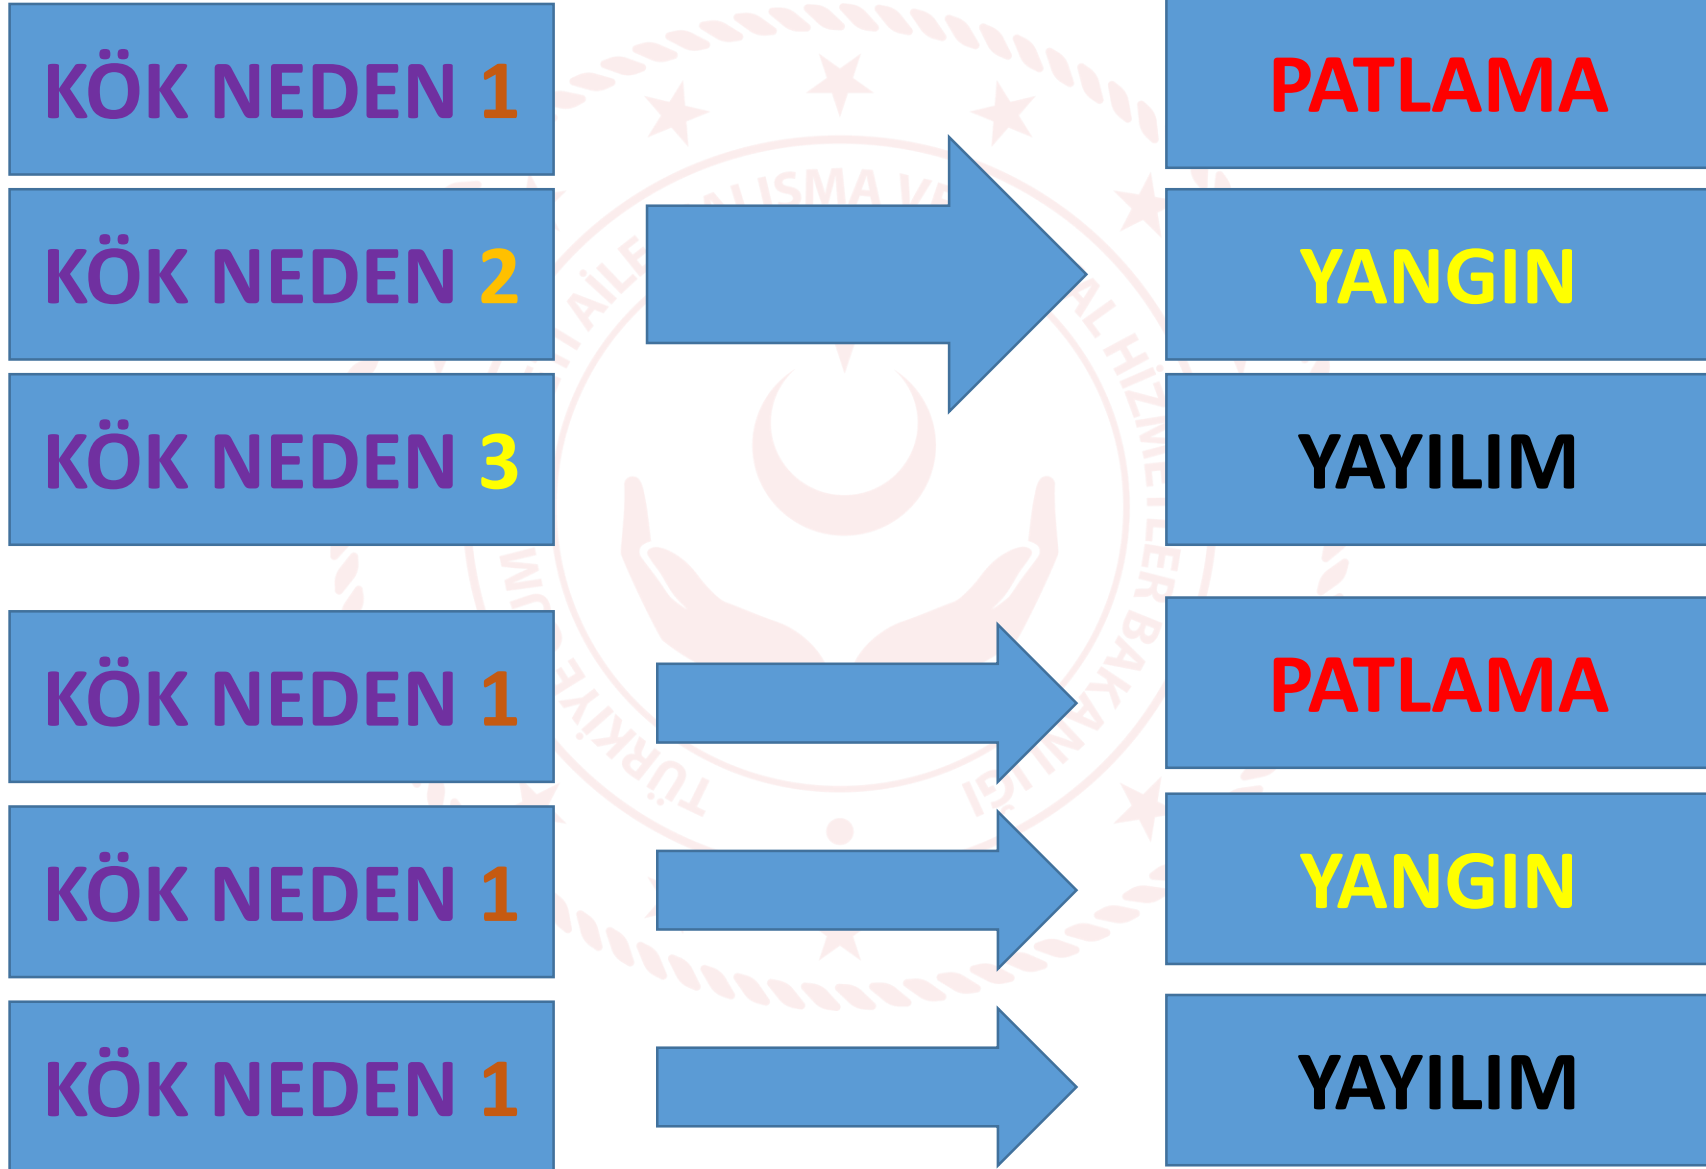 KÖK NEDEN 1
PATLAMA
KÖK NEDEN 2
YANGIN
KÖK NEDEN 3
YAYILIM
KÖK NEDEN 1
PATLAMA
KÖK NEDEN 1
YANGIN
KÖK NEDEN 1
YAYILIM